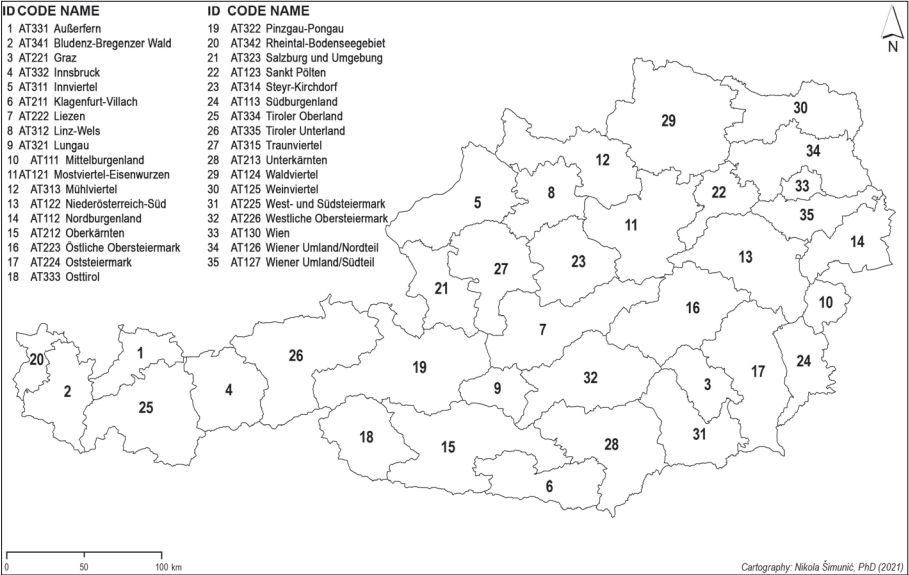 ID CODE NAME
1 AT331 Außerfern
2 AT341 Bludenz-Bregenzer Wald
3 AT221 Graz
4 AT332 Innsbruck
5 AT311 Innviertel
6 AT211 Klagenfurt-Villach
7 AT222 Liezen
8 AT312 Linz-Wels
9 AT321 Lungau
10 AT111 Mittelburgenland
11 AT121 Mostviertel-Eisenwurzen
12 AT313 Mühlviertel
13 AT122 Niederösterreich-Süd
14 AT112 Nordburgenland
15 AT212 Oberkärnten
16 AT223 Östliche Obersteiermark
17 AT224 Oststeiermark
18 AT333 Osttirol
ID CODE NAME
19 AT322 Pinzgau-Pongau
20 AT342 Rheintal-Bodenseegebiet
21 AT323 Salzburg und Umgebung
22 AT123 Sankt Pölten
23 AT314 Steyr-Kirchdorf
24 AT113 Südburgenland
25 AT334 Tiroler Oberland
26 AT335 Tiroler Unterland
27 AT315 Traunviertel
28 AT213 Unterkärnten
29 AT124 Waldviertel
30 AT125 Weinviertel
31 AT225 West- und Südsteiermark
32 AT226 Westliche Obersteiermark
33 AT130 Wien
34 AT126 Wiener Umland/Nordteil
35 AT127 Wiener Umland/Südteil
N
30
29
34
12
33
22
8
5
35
11
14
13
23
27
21
10
16
7
20
1
26
24
19
17
32
3
9
2
4
25
31
18
28
15
6
0 50 100 km
Cartography: Nikola Šimunić, PhD (2021)